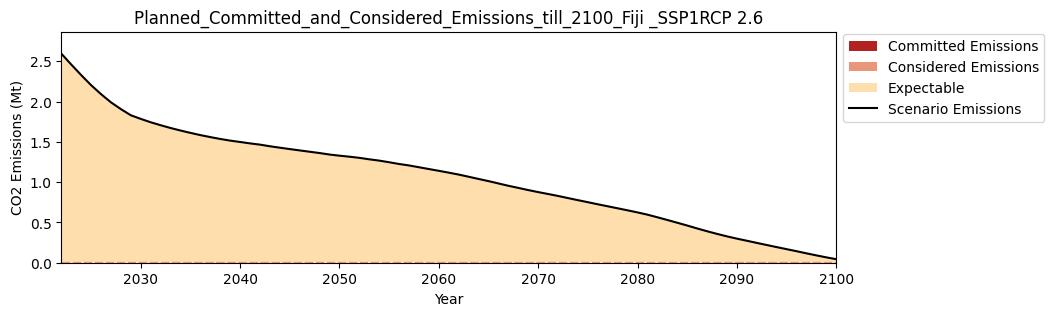 Planned_Committed_and_Considered_Emissions_till_2100_Fiji _SSP1RCP 2.6
CO2 Emissions (Mt)
2.5
2.0
1.5
1.0
0.5
0.0
2030 2040 2050 2060 2070 2080 2090 2100
Year
Committed Emissions
Considered Emissions
Expectable
Scenario Emissions